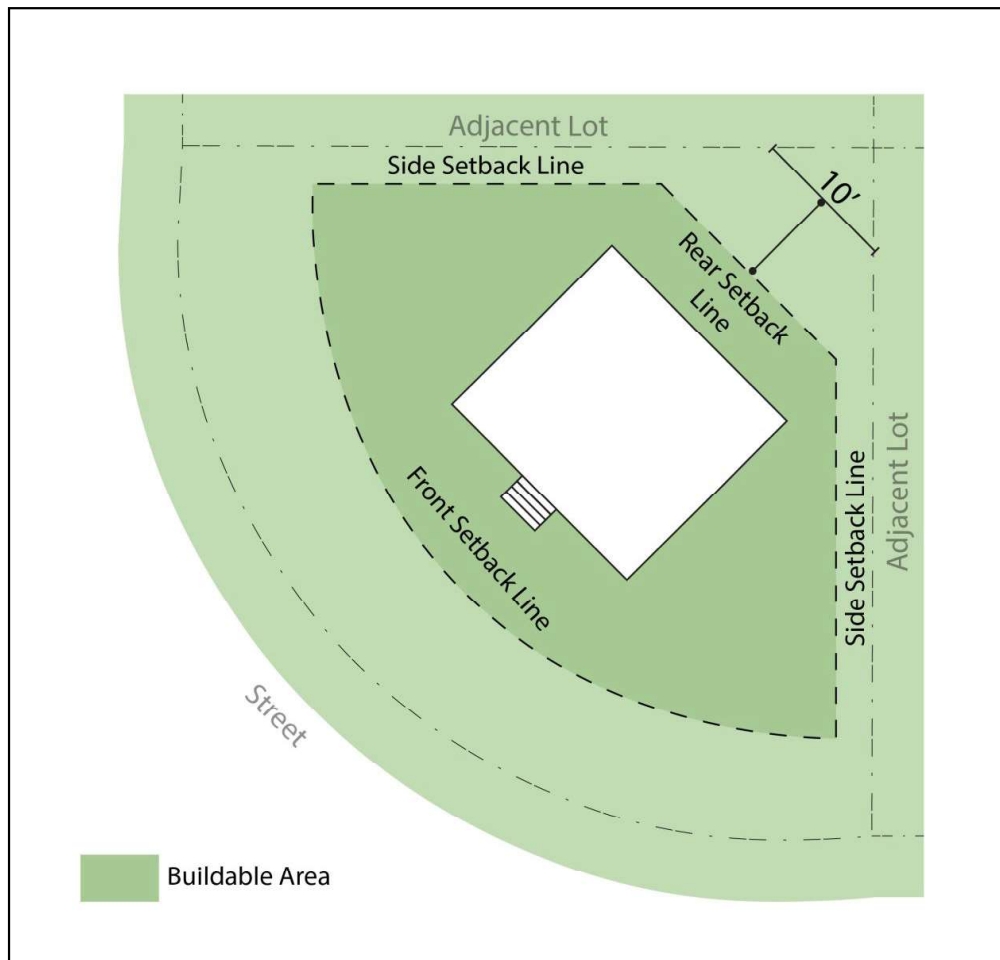 Adjacent Lot
Side Setback Line
10’
Rear Setback
Line
Adjacent Lot
Side Setback Line
Front Setback Line
Street
Buildable Area